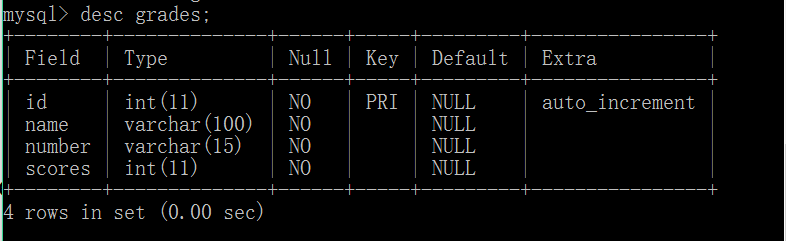 mysql> desc grades;
+---------+--------------+------+-----+---------+----------------+
| Field | Type | Null | Key | Default | Extra |
+---------+--------------+------+-----+---------+----------------+
| id | int(11) | NO | PRI | NULL | auto_increment |
| name | varchar(100) | NO | | NULL | |
| number | varchar(15) | NO | | NULL | |
| scores | int(11) | NO | | NULL | |
+---------+--------------+------+-----+---------+----------------+
4 rows in set (0.00 sec)